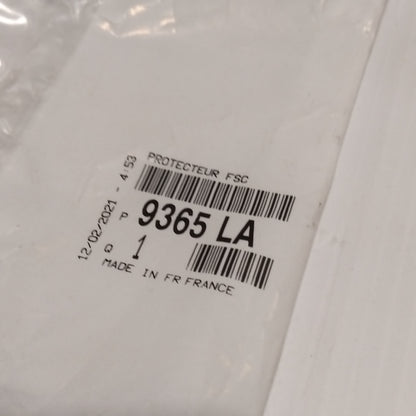 PROTECTEUR FSC
12/02/2021 - 4:53
P 9365 LA
Q 1
MADE IN FR FRANCE